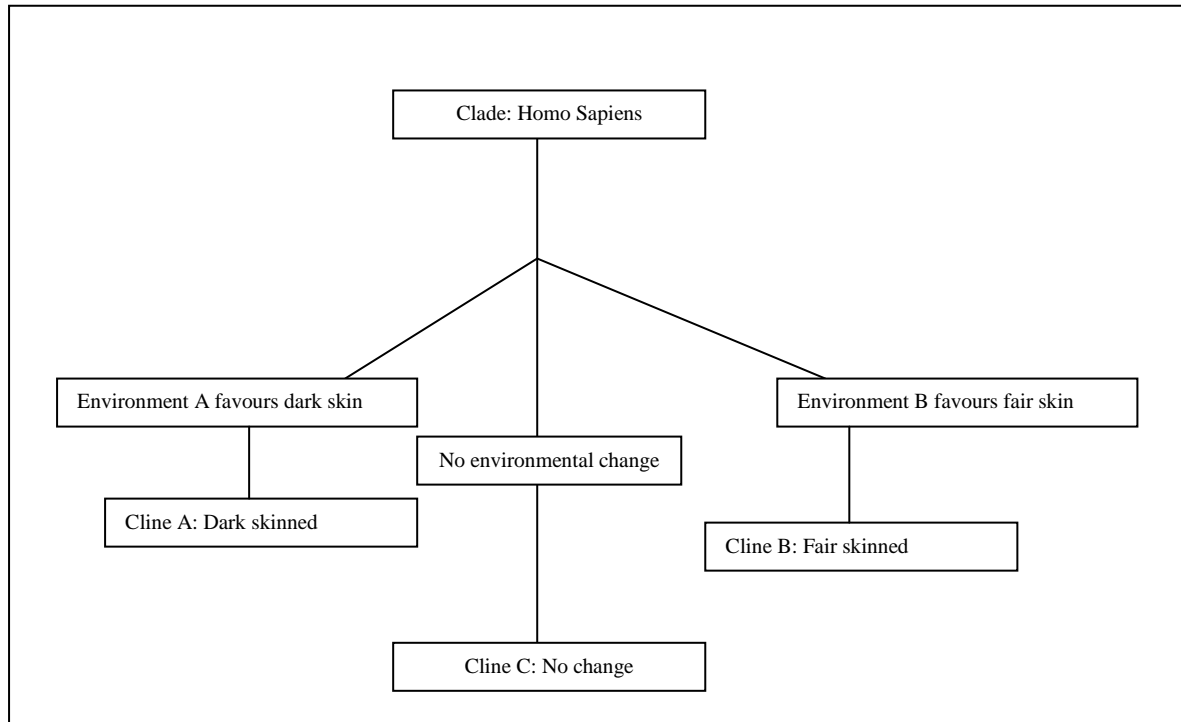 Clade: Homo Sapiens
Environment A favours dark skin
Environment B favours fair skin
No environmental change
Cline A: Dark skinned
Cline B: Fair skinned
Cline C: No change